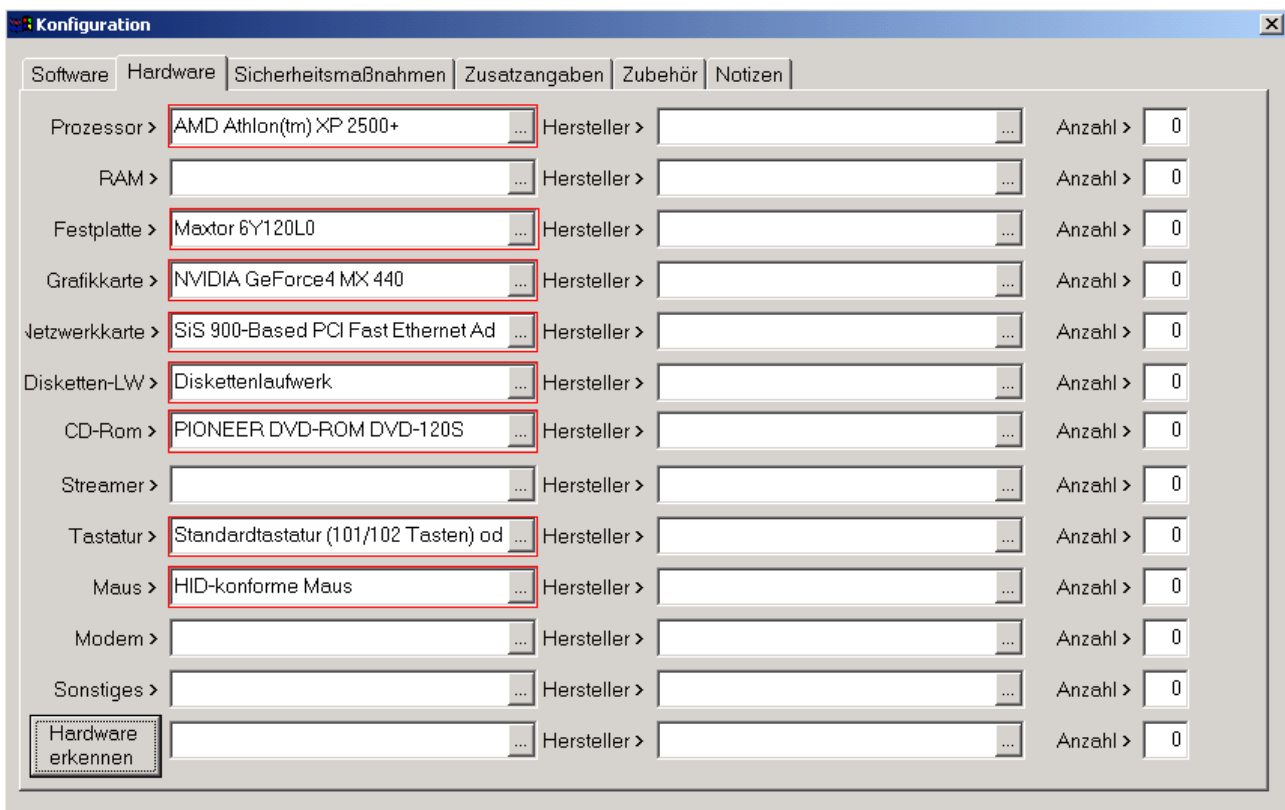 Konfiguration
Software Hardware Sicherheitsmaßnahmen Zusatzangaben Zubehör Notizen
Prozessor > AMD Athlon(tm) XP 2500+ ... Hersteller > ... Anzahl > 0
RAM > ... Hersteller > ... Anzahl > 0
Festplatte > Maxtor 6Y120L0 ... Hersteller > ... Anzahl > 0
Grafikkarte > NVIDIA GeForce4 MX 440 ... Hersteller > ... Anzahl > 0
Netzwerkkarte > SiS 900-Based PCI Fast Ethernet Ad ... Hersteller > ... Anzahl > 0
Disketten-LW > Diskettenlaufwerk ... Hersteller > ... Anzahl > 0
CD-Rom > PIONEER DVD-ROM DVD-120S ... Hersteller > ... Anzahl > 0
Streamer > ... Hersteller > ... Anzahl > 0
Tastatur > Standardtastatur (101/102 Tasten) od ... Hersteller > ... Anzahl > 0
Maus > HID-konforme Maus ... Hersteller > ... Anzahl > 0
Modem > ... Hersteller > ... Anzahl > 0
Sonstiges > ... Hersteller > ... Anzahl > 0
Hardware erkennen ... Hersteller > ... Anzahl > 0